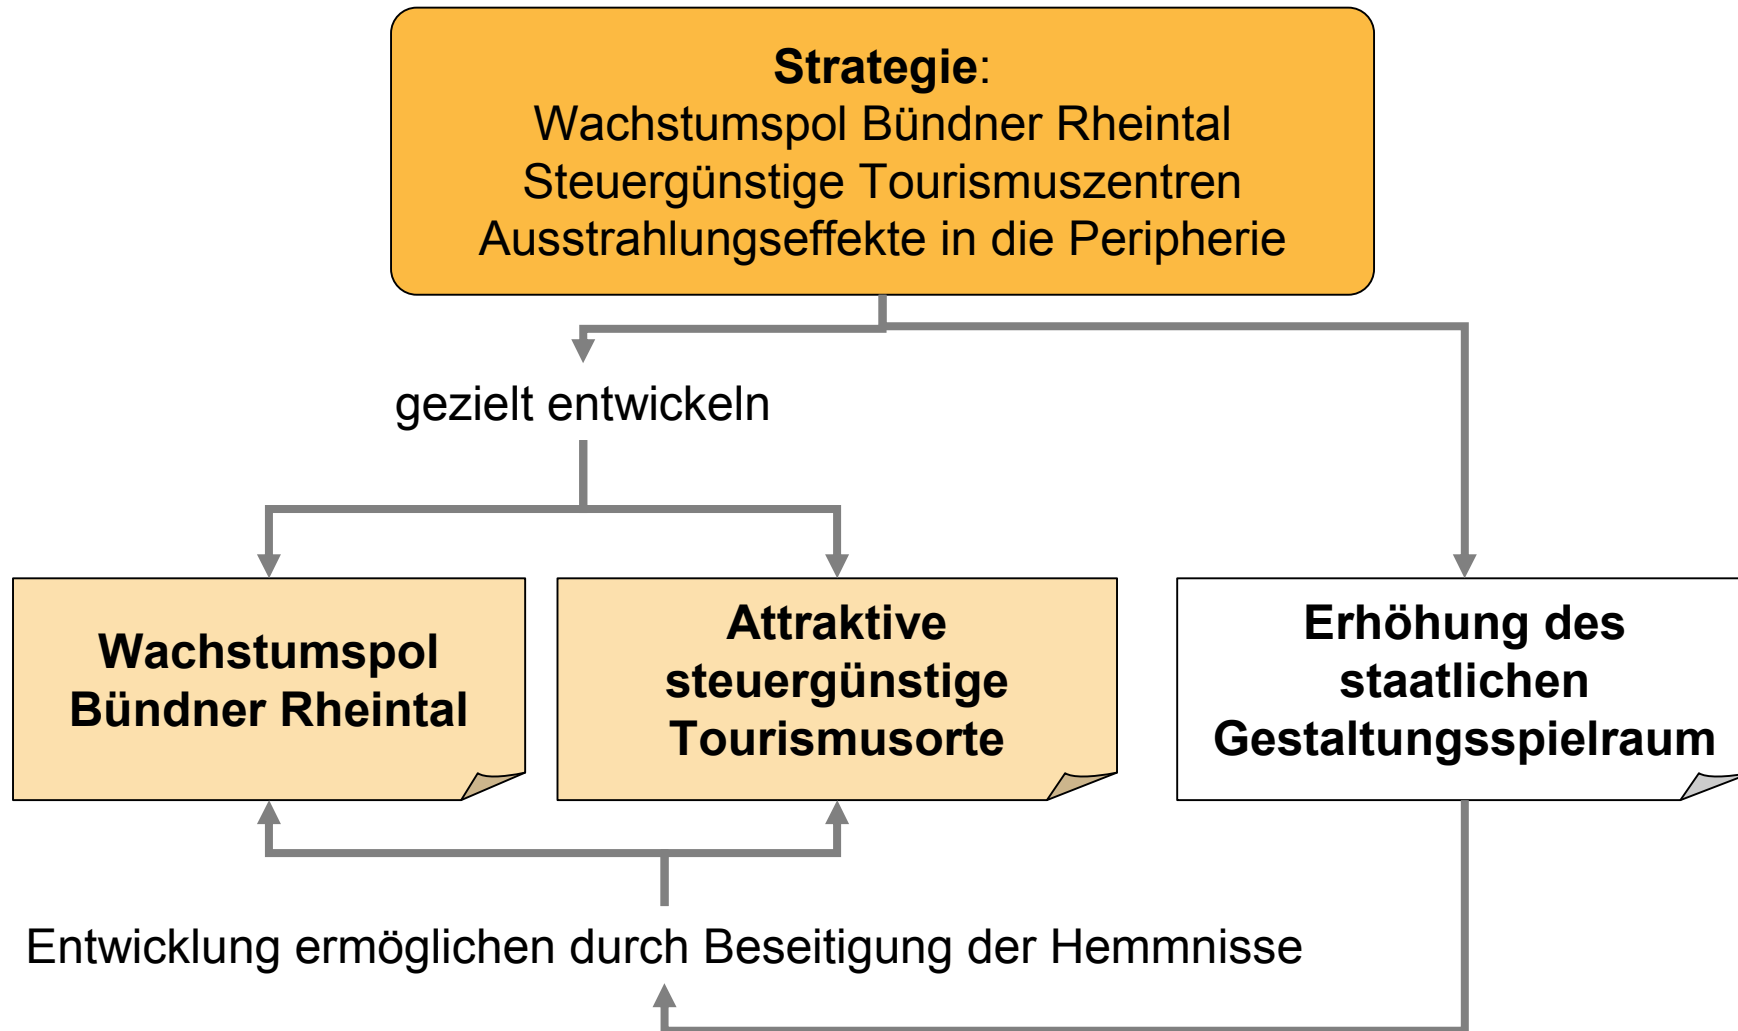 Strategie:
Wachstumspol Bündner Rheintal
Steuergünstige Tourismuszentren
Ausstrahlungseffekte in die Peripherie
gezielt entwickeln
Wachstumspol
Bündner Rheintal
Attraktive
steuergünstige
Tourismusorte
Erhöhung des
staatlichen
Gestaltungsspielraum
Entwicklung ermöglichen durch Beseitigung der Hemmnisse